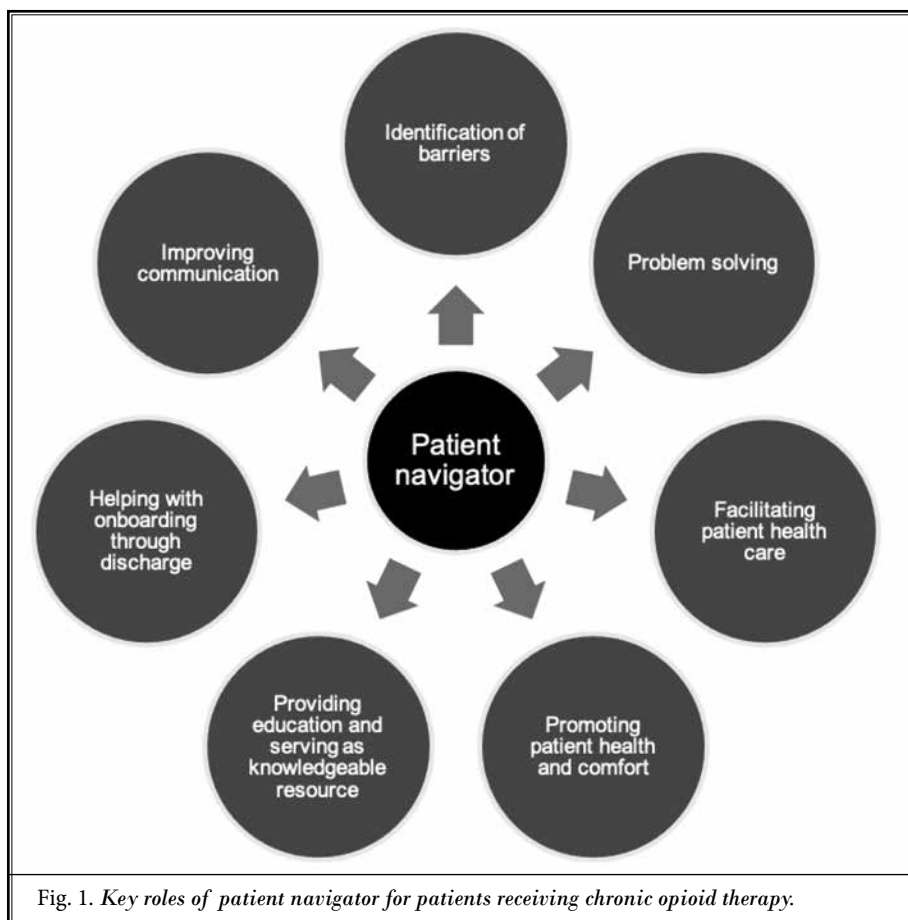 Identification of
barriers
Problem solving
Facilitating
patient health
care
Promoting
patient health
and comfort
Providing
education and
serving as
knowledgeable
resource
Helping with
onboarding
through
discharge
Improving
communication
Patient
navigator
Fig. 1. Key roles of patient navigator for patients receiving chronic opioid therapy.